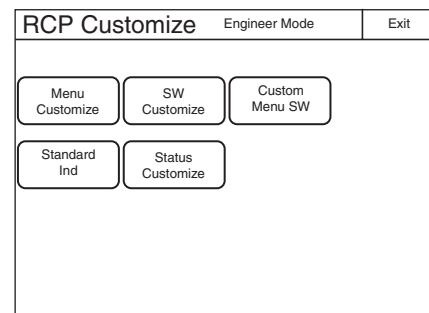 RCP Customize Engineer Mode Exit
Menu
Customize
SW
Customize
Custom
Menu SW
Standard
Ind
Status
Customize